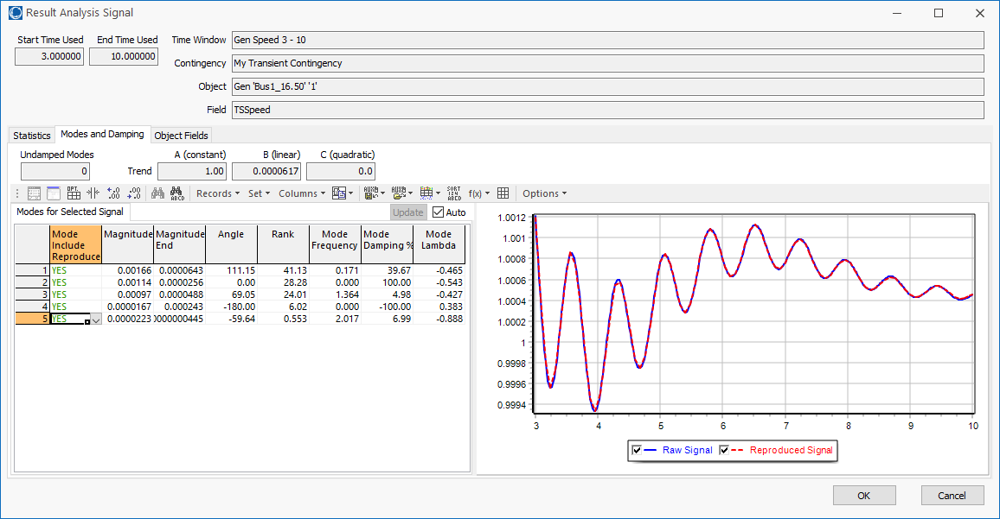 Result Analysis Signal
Start Time Used End Time Used Time Window Gen Speed 3 - 10
3.000000 10.000000
Contingency My Transient Contingency
Object Gen 'Bus1_16.50' '1'
Field TSSpeed
Statistics Modes and Damping Object Fields
Undamped Modes A (constant) B (linear) C (quadratic)
0 Trend 1.00 0.0000617 0.0
Records Set Columns f(x) Options
Modes for Selected Signal Update Auto
Mode Include Reproduce Magnitude Magnitude End Angle Rank Mode Frequency Mode Damping % Mode Lambda
1 YES 0.00166 0.0000643 111.15 41.13 0.171 39.67 -0.465
2 YES 0.00114 0.0000256 0.00 28.28 0.000 100.00 -0.543
3 YES 0.00097 0.0000488 69.05 24.01 1.364 4.98 -0.427
4 YES 0.0000167 0.000243 -180.00 6.02 0.000 -100.00 0.383
5 YES 0.0000223 0000000445 -59.64 0.553 2.017 6.99 -0.888
1.0012
1.001
1.0008
1.0006
1.0004
1.0002
1
0.9998
0.9996
0.9994
3 4 5 6 7 8 9 10
Raw Signal Reproduced Signal
OK Cancel